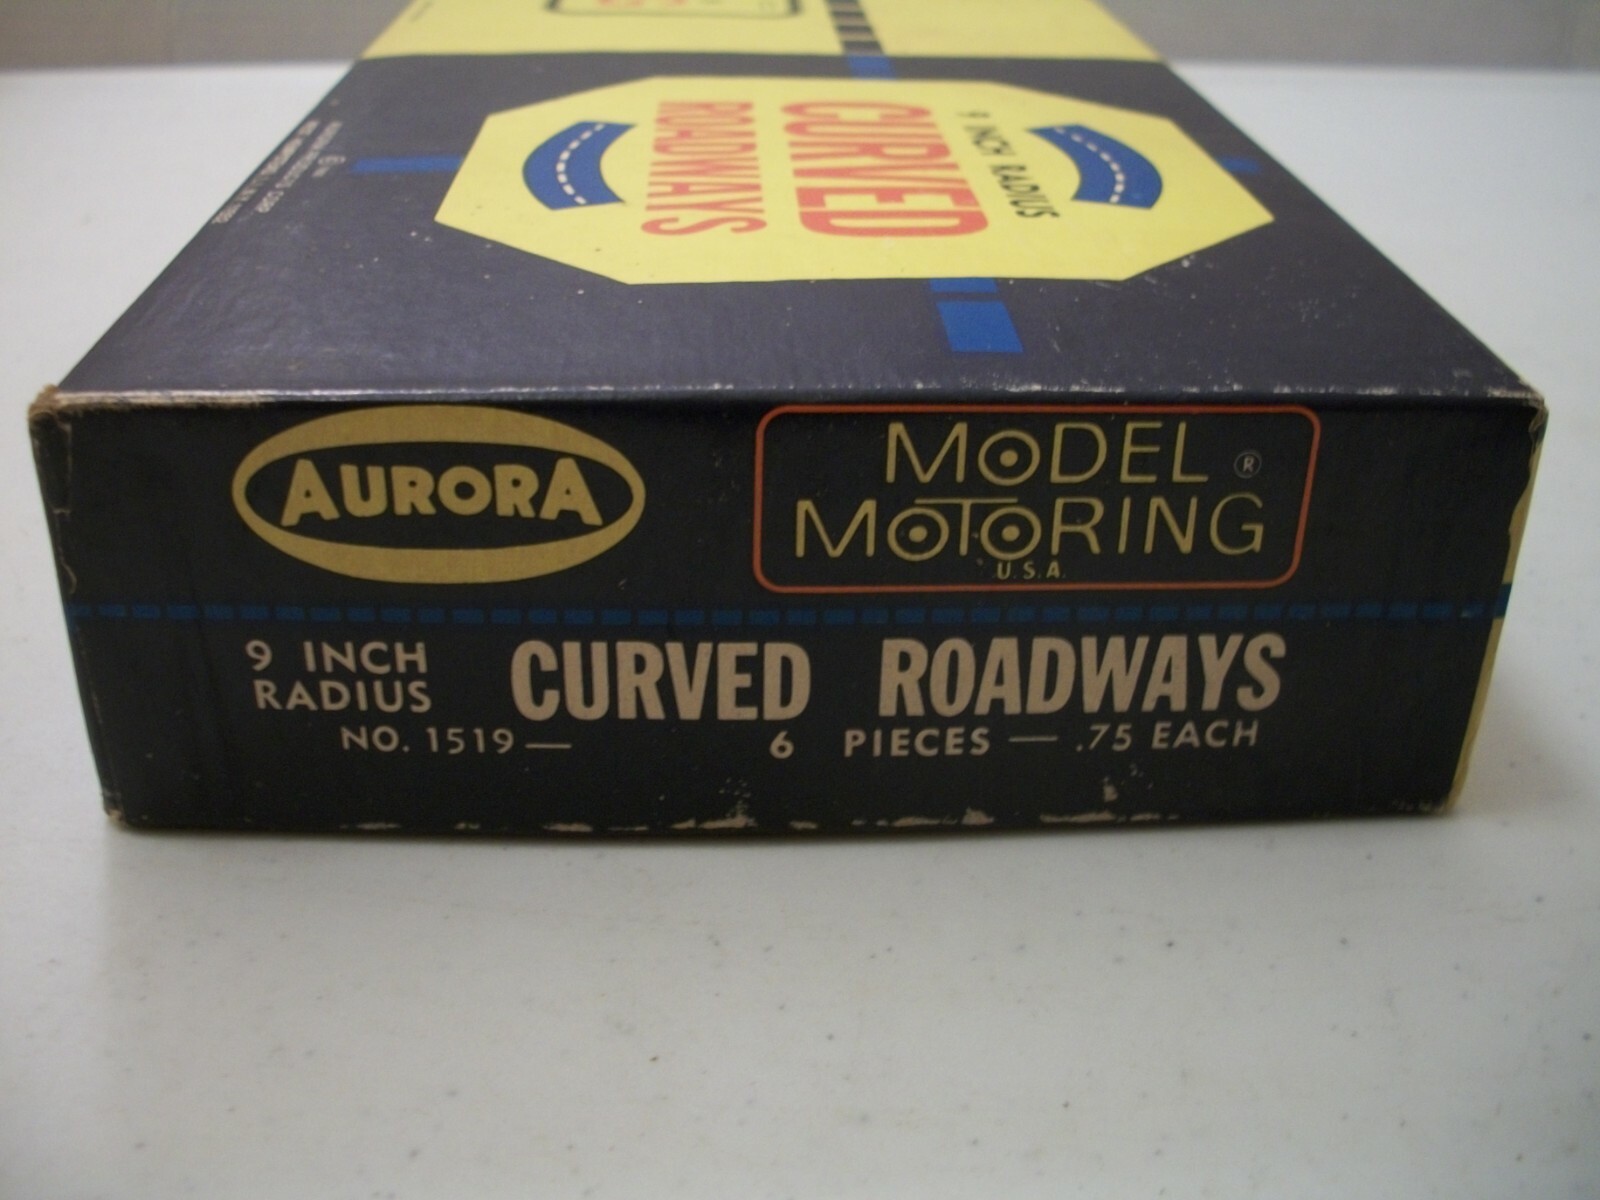 9 INCH RADIUS
CURVED
ROADWAYS
AURORA
MODEL ®
MOTORING
U.S.A.
9 INCH
RADIUS
CURVED ROADWAYS
NO. 1519 — 6 PIECES — .75 EACH